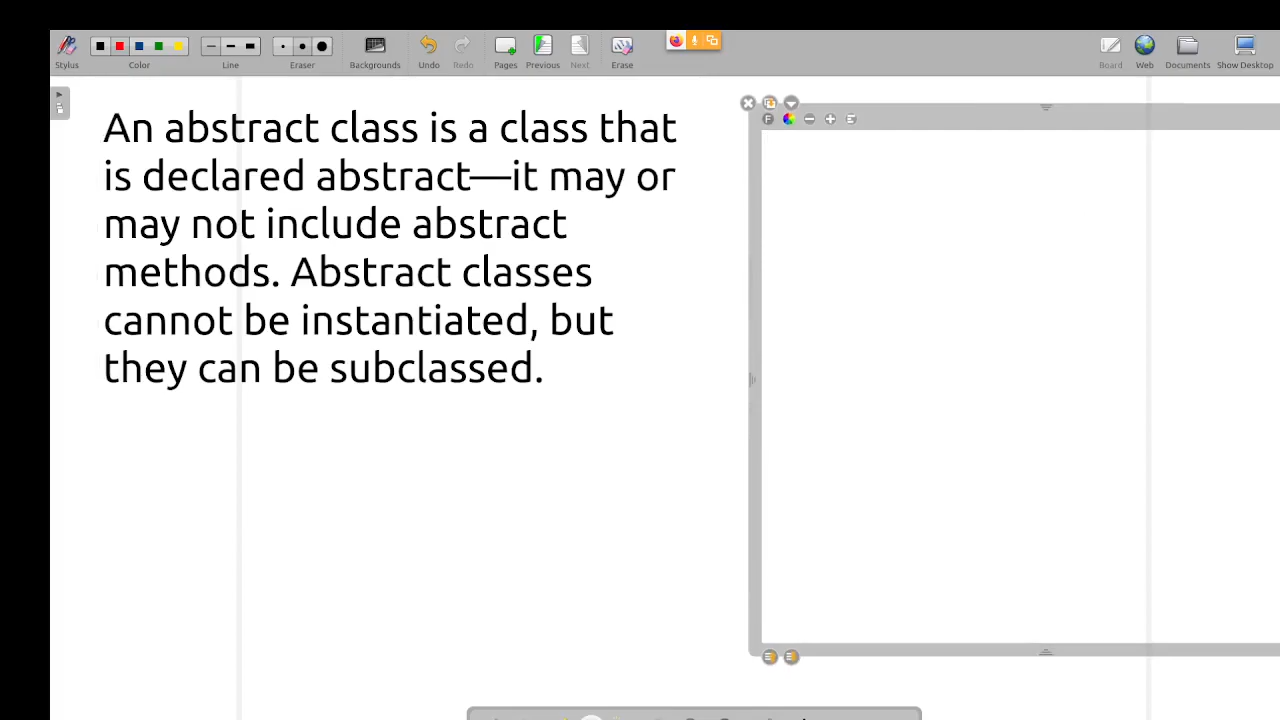 Stylus
Color
Line
Eraser
Backgrounds
Undo
Redo
Pages
Previous
Next
Erase
Board
Web
Documents
Show Desktop
F
An abstract class is a class that
is declared abstract—it may or
may not include abstract
methods. Abstract classes
cannot be instantiated, but
they can be subclassed.